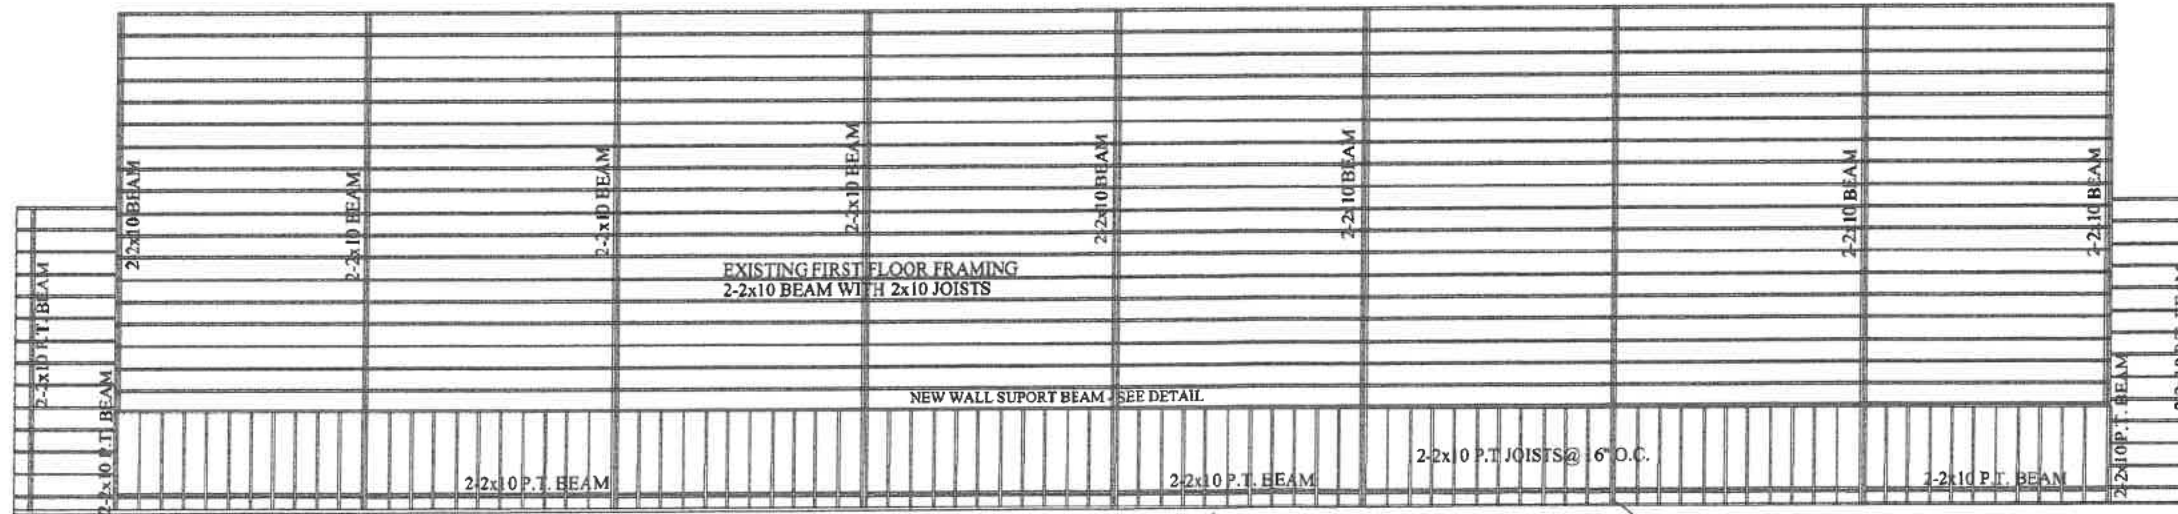 2-2x10 BEAM
2-2x10 BEAM
2-2x10 BEAM
2-2x10 BEAM
2-2x10 BEAM
2-2x10 BEAM
2-2x10 BEAM
2-2x10 BEAM
EXISTING FIRST FLOOR FRAMING
2-2x10 BEAM WITH 2x10 JOISTS
2-2x10 P.T. BEAM
2-2x10 P.T. BEAM
NEW WALL SUPORT BEAM - SEE DETAIL
2-2x10 P.T. BEAM
2-2x10 P.T. BEAM
2-2x10 P.T JOISTS@ 16" O.C.
2-2x10 P.T. BEAM
2-2x10 P.T. BEAM